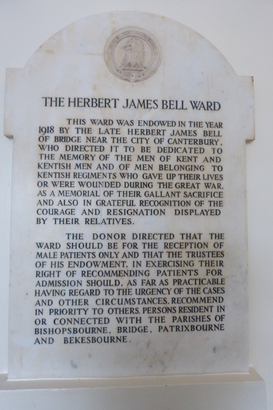 THE HERBERT JAMES BELL WARD
THIS WARD WAS ENDOWED IN THE YEAR
1918 BY THE LATE HERBERT JAMES BELL
OF BRIDGE NEAR THE CITY OF CANTERBURY,
WHO DIRECTED IT TO BE DEDICATED TO
THE MEMORY OF THE MEN OF KENT AND
KENTISH MEN AND OF MEN BELONGING TO
KENTISH REGIMENTS WHO GAVE UP THEIR LIVES
OR WERE WOUNDED DURING THE GREAT WAR,
AS A MEMORIAL OF THEIR GALLANT SACRIFICE
AND ALSO IN GRATEFUL RECOGNITION OF THE
COURAGE AND RESIGNATION DISPLAYED
BY THEIR RELATIVES.
THE DONOR DIRECTED THAT THE
WARD SHOULD BE FOR THE RECEPTION OF
MALE PATIENTS ONLY AND THAT THE TRUSTEES
OF HIS ENDOWMENT, IN EXERCISING THEIR
RIGHT OF RECOMMENDING PATIENTS FOR
ADMISSION SHOULD, AS FAR AS PRACTICABLE
HAVING REGARD TO THE URGENCY OF THE CASES
AND OTHER CIRCUMSTANCES, RECOMMEND
IN PRIORITY TO OTHERS, PERSONS RESIDENT IN
OR CONNECTED WITH THE PARISHES OF
BISHOPSBOURNE, BRIDGE, PATRIXBOURNE
AND BEKESBOURNE.